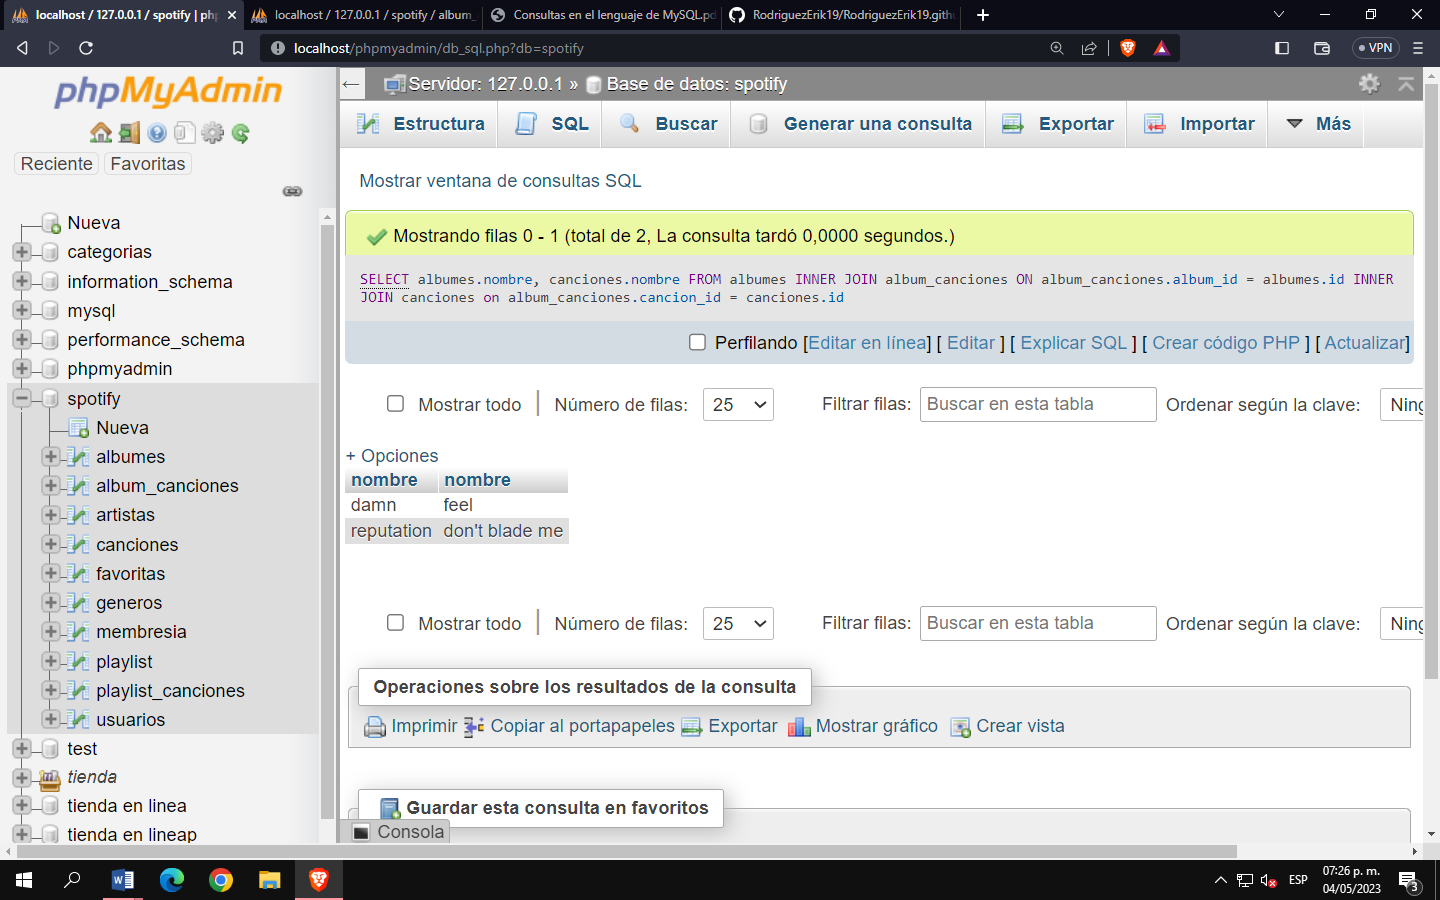 localhost / 127.0.0.1 / spotify | php
localhost / 127.0.0.1 / spotify / album_
Consultas en el lenguaje de MySQL.pd
RodriguezErik19/RodriguezErik19.githu
localhost/phpmyadmin/db_sql.php?db=spotify
VPN
phpMyAdmin
Reciente
Favoritas
Nueva
categorias
information_schema
mysql
performance_schema
phpmyadmin
spotify
Nueva
albumes
album_canciones
artistas
canciones
favoritas
generos
membresia
playlist
playlist_canciones
usuarios
test
tienda
tienda en linea
tienda en lineap
Servidor: 127.0.0.1 » Base de datos: spotify
Estructura SQL Buscar Generar una consulta Exportar Importar Más
Mostrar ventana de consultas SQL
Mostrando filas 0 - 1 (total de 2, La consulta tardó 0,0000 segundos.)
SELECT albumes.nombre, canciones.nombre FROM albumes INNER JOIN album_canciones ON album_canciones.album_id = albumes.id INNER
JOIN canciones on album_canciones.cancion_id = canciones.id
Perfilando [Editar en línea] [ Editar ] [ Explicar SQL ] [ Crear código PHP ] [ Actualizar]
Mostrar todo | Número de filas: 25 Filtrar filas: Buscar en esta tabla Ordenar según la clave: Ning
+ Opciones
nombre nombre
damn feel
reputation don't blade me
Mostrar todo | Número de filas: 25 Filtrar filas: Buscar en esta tabla Ordenar según la clave: Ning
Operaciones sobre los resultados de la consulta
Imprimir Copiar al portapapeles Exportar Mostrar gráfico Crear vista
Guardar esta consulta en favoritos
Consola
ESP
07:26 p. m.
04/05/2023
3